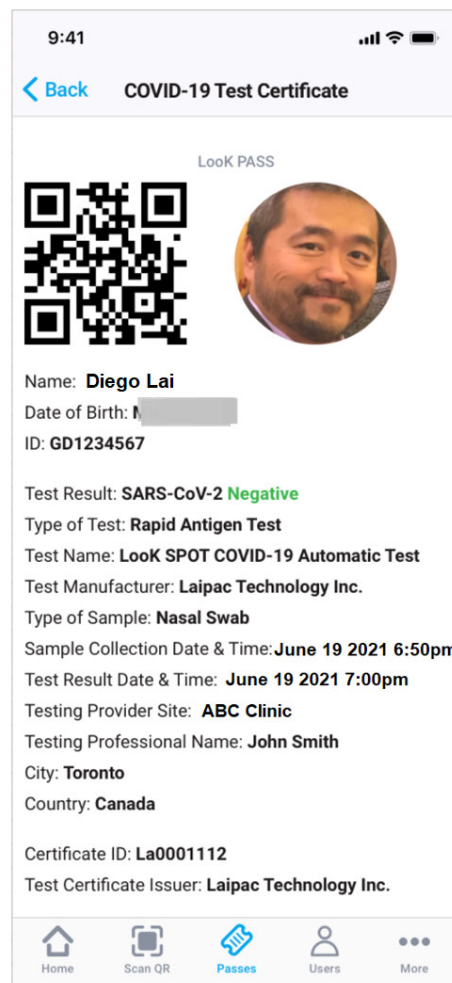 9:41
Back COVID-19 Test Certificate
LooK PASS
Name: Diego Lai
Date of Birth:
ID: GD1234567
Test Result: SARS-CoV-2 Negative
Type of Test: Rapid Antigen Test
Test Name: LooK SPOT COVID-19 Automatic Test
Test Manufacturer: Laipac Technology Inc.
Type of Sample: Nasal Swab
Sample Collection Date & Time: June 19 2021 6:50pm
Test Result Date & Time: June 19 2021 7:00pm
Testing Provider Site: ABC Clinic
Testing Professional Name: John Smith
City: Toronto
Country: Canada
Certificate ID: La0001112
Test Certificate Issuer: Laipac Technology Inc.
Home Scan QR Passes Users More